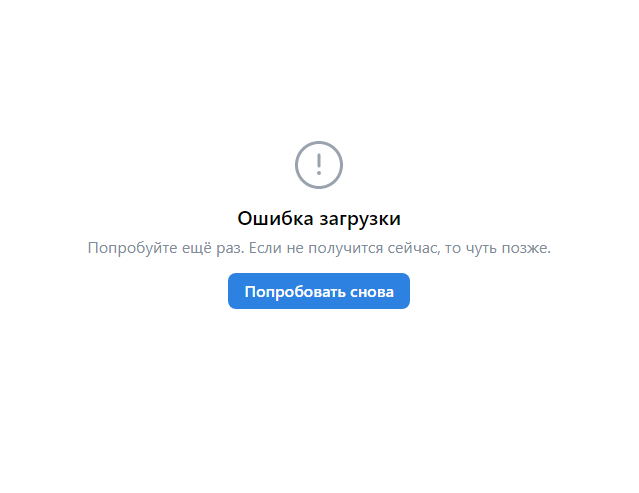 Ошибка загрузки
Попробуйте ещё раз. Если не получится сейчас, то чуть позже.
Попробовать снова